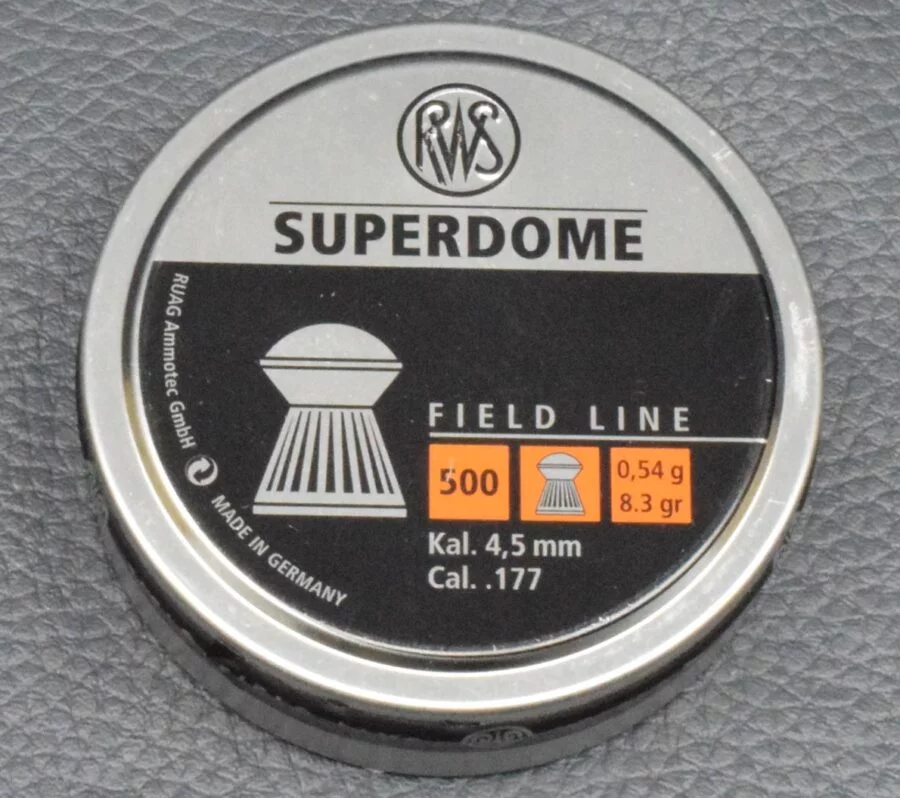 RWS
SUPERDOME
FIELD LINE
500
0,54 g
8.3 gr
Kal. 4,5 mm
Cal. .177
RUAG Ammotec GmbH
MADE IN GERMANY